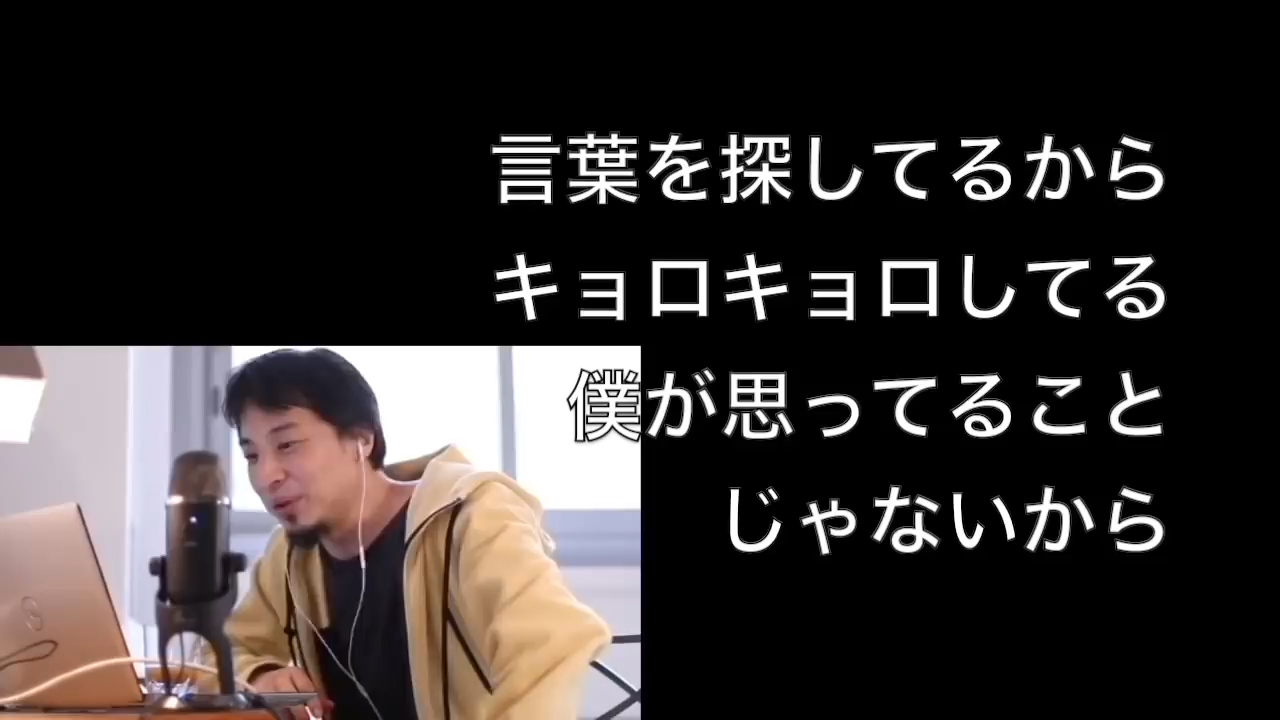 言葉を探してるから
キョロキョロしてる
僕が思ってること
じゃないから